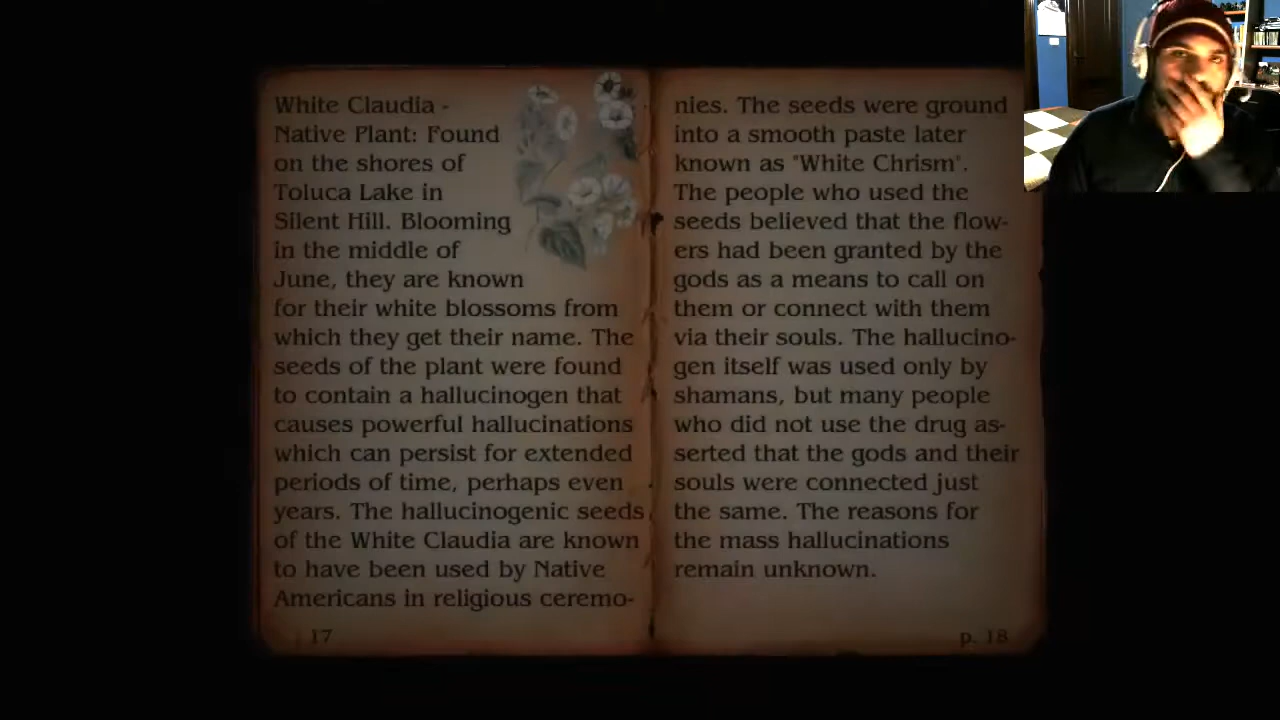 White Claudia -
Native Plant: Found
on the shores of
Toluca Lake in
Silent Hill. Blooming
in the middle of
June, they are known
for their white blossoms from
which they get their name. The
seeds of the plant were found
to contain a hallucinogen that
causes powerful hallucinations
which can persist for extended
periods of time, perhaps even
years. The hallucinogenic seeds
of the White Claudia are known
to have been used by Native
Americans in religious ceremo-
17
nies. The seeds were ground
into a smooth paste later
known as "White Chrism".
The people who used the
seeds believed that the flow-
ers had been granted by the
gods as a means to call on
them or connect with them
via their souls. The hallucino-
gen itself was used only by
shamans, but many people
who did not use the drug as-
serted that the gods and their
souls were connected just
the same. The reasons for
the mass hallucinations
remain unknown.
p. 18